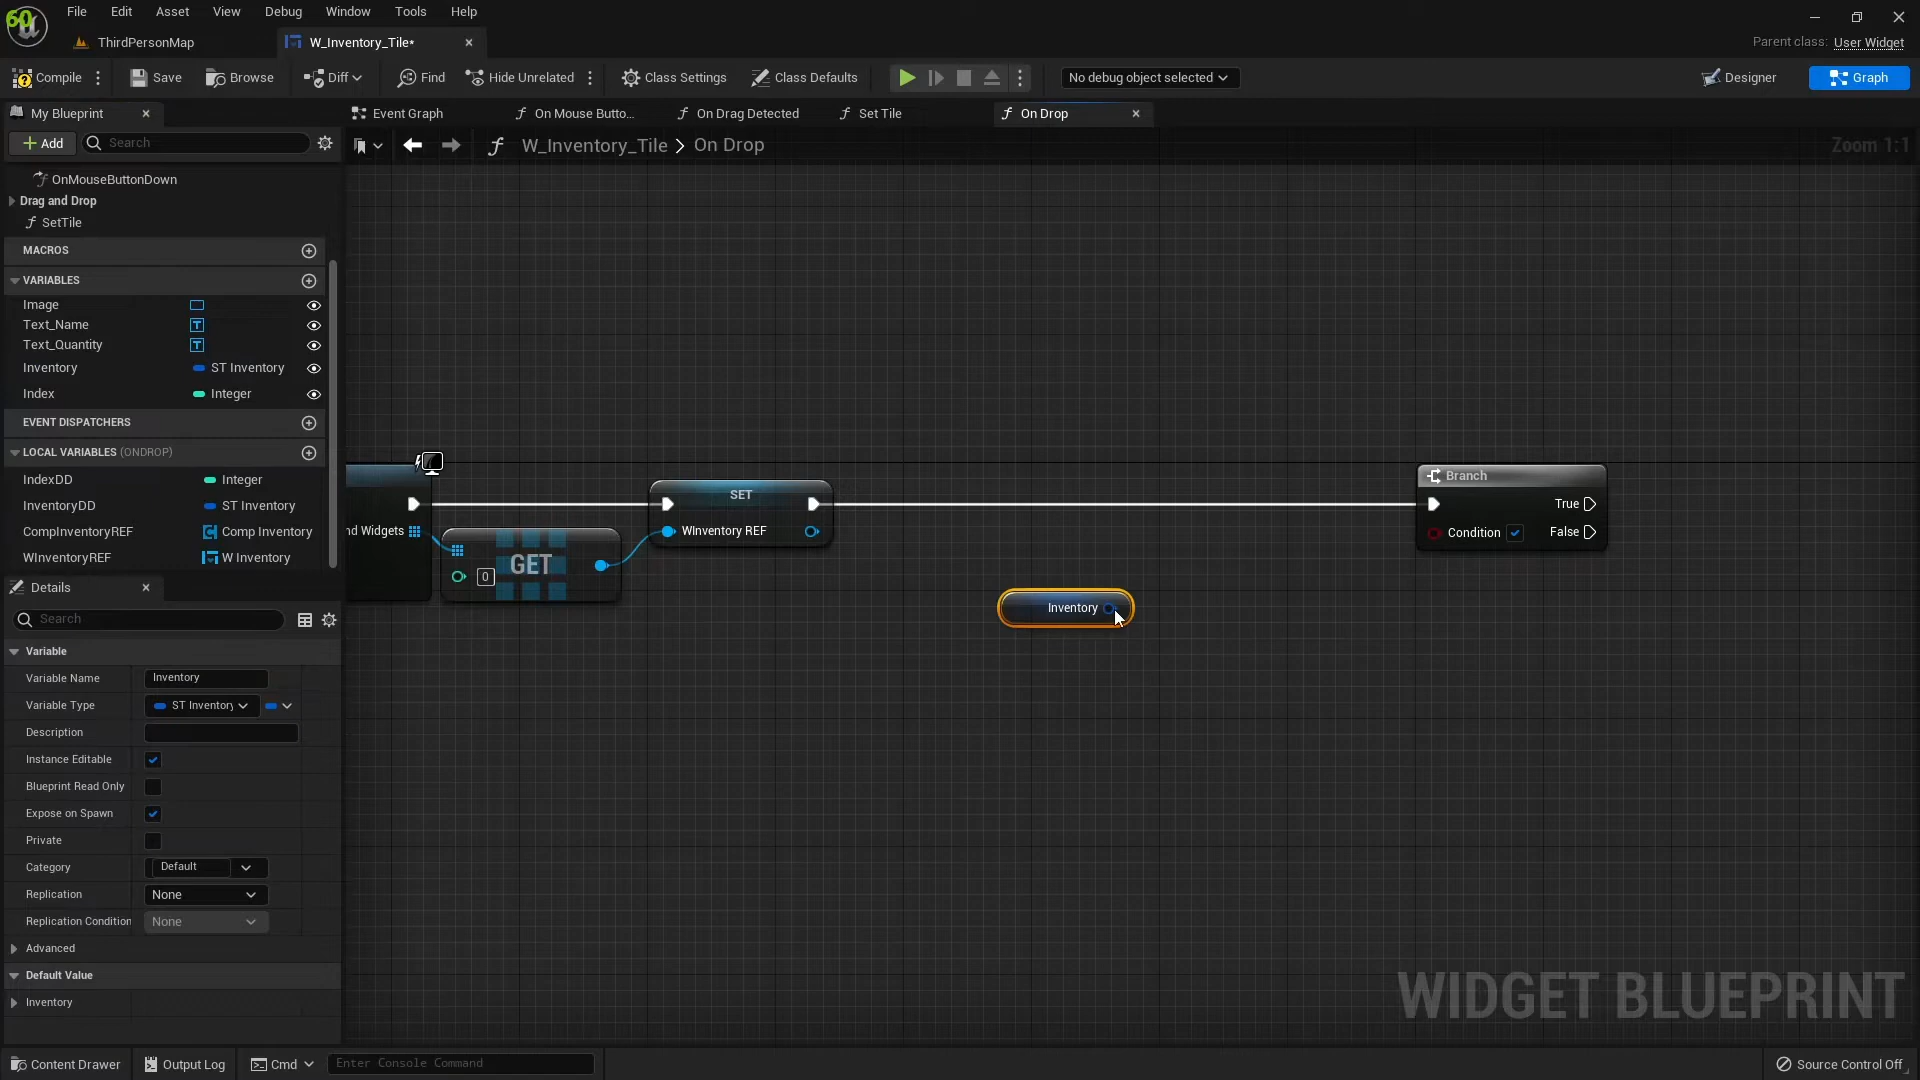 60
File Edit Asset View Debug Window Tools Help
ThirdPersonMap
W_Inventory_Tile*
Parent class: User Widget
Compile
Save
Browse
Diff
Find
Hide Unrelated
Class Settings
Class Defaults
No debug object selected
Designer
Graph
My Blueprint
Event Graph
On Mouse Butto...
On Drag Detected
Set Tile
On Drop
Add
Search
W_Inventory_Tile > On Drop
Zoom 1:1
OnMouseButtonDown
Drag and Drop
SetTile
MACROS
VARIABLES
Image
Text_Name
Text_Quantity
Inventory ST Inventory
Index Integer
EVENT DISPATCHERS
LOCAL VARIABLES (ONDROP)
IndexDD Integer
InventoryDD ST Inventory
CompInventoryREF Comp Inventory
WInventoryREF W Inventory
Details
Search
Variable
Variable Name Inventory
Variable Type ST Inventory
Description
Instance Editable
Blueprint Read Only
Expose on Spawn
Private
Category Default
Replication None
Replication Condition None
Advanced
Default Value
Inventory
nd Widgets
GET
0
SET
WInventory REF
Inventory
Branch
True
Condition False
WIDGET BLUEPRINT
Content Drawer
Output Log
Cmd
Enter Console Command
Source Control Off